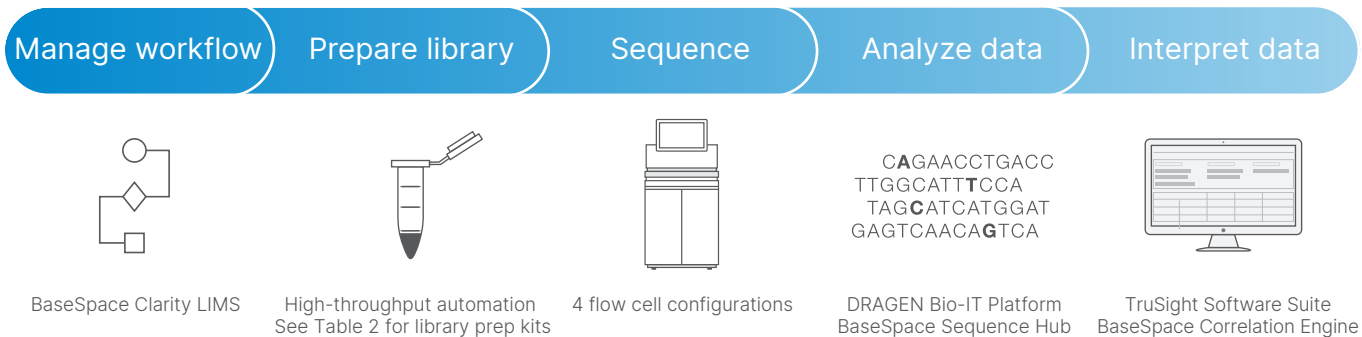 Manage workflow
Prepare library
Sequence
Analyze data
Interpret data
CAGAACCTGACC
TTGGCATTTCCA
TAGCATCATGGAT
GAGTCAACAGTCA
BaseSpace Clarity LIMS
High-throughput automation
See Table 2 for library prep kits
4 flow cell configurations
DRAGEN Bio-IT Platform
BaseSpace Sequence Hub
TruSight Software Suite
BaseSpace Correlation Engine